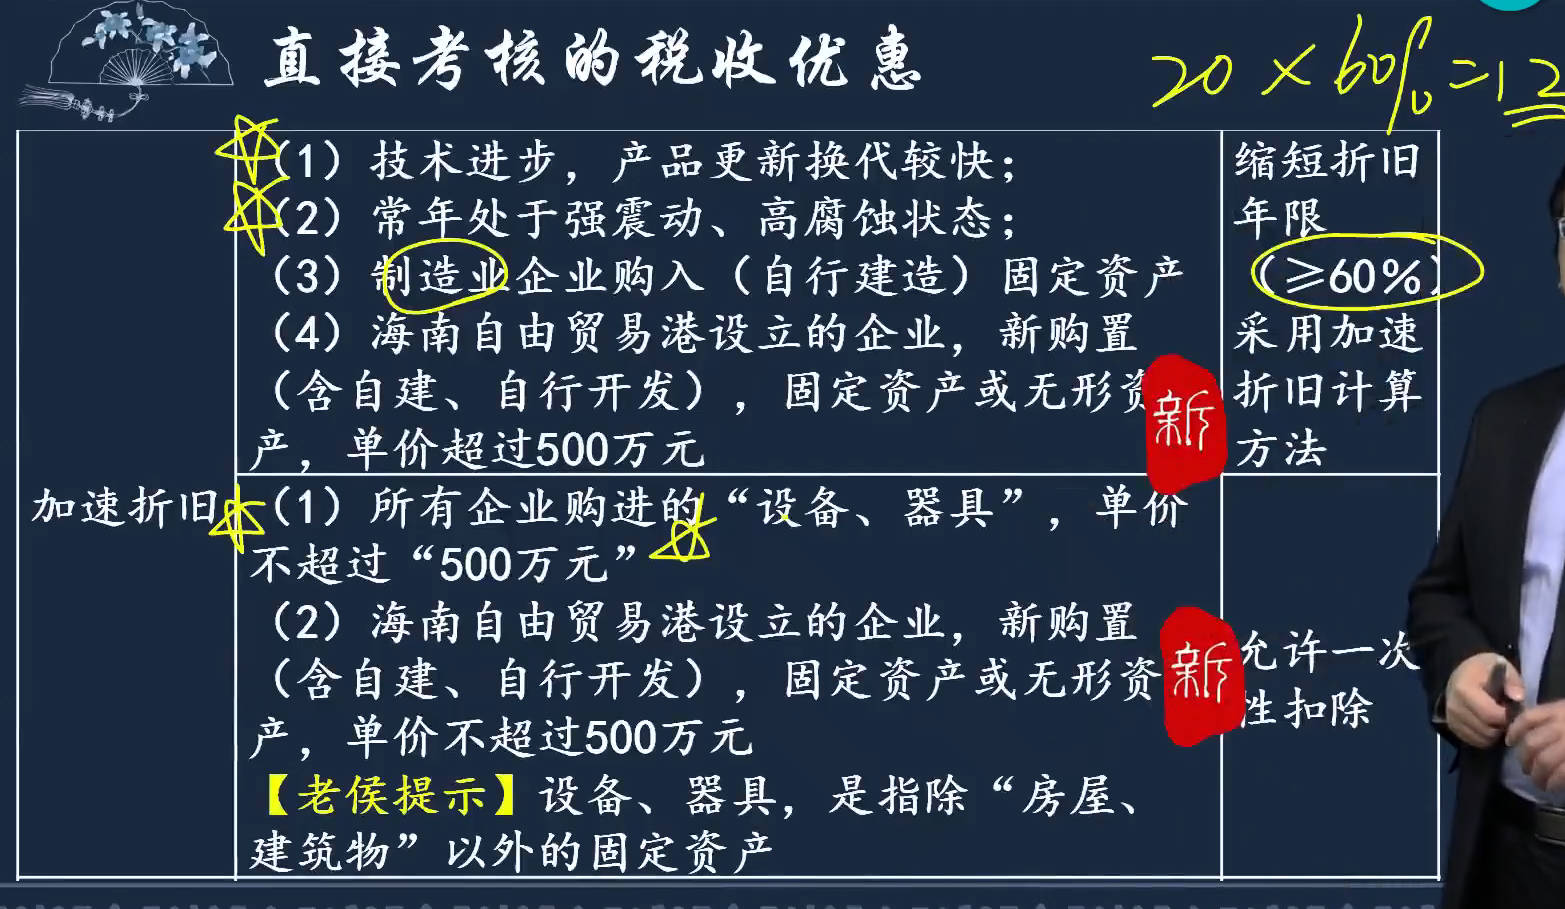 直接考核的税收优惠
20×60%=12
加速折旧
（1）技术进步，产品更新换代较快；
（2）常年处于强震动、高腐蚀状态；
（3）制造业企业购入（自行建造）固定资产
（4）海南自由贸易港设立的企业，新购置
（含自建、自行开发），固定资产或无形资
产，单价超过500万元
新
缩短折旧
年限
（≥60%）
采用加速
折旧计算
方法
（1）所有企业购进的“设备、器具”，单价
不超过“500万元”
（2）海南自由贸易港设立的企业，新购置
（含自建、自行开发），固定资产或无形资
产，单价不超过500万元
新
【老侯提示】设备、器具，是指除“房屋、
建筑物”以外的固定资产
允许一次
性扣除